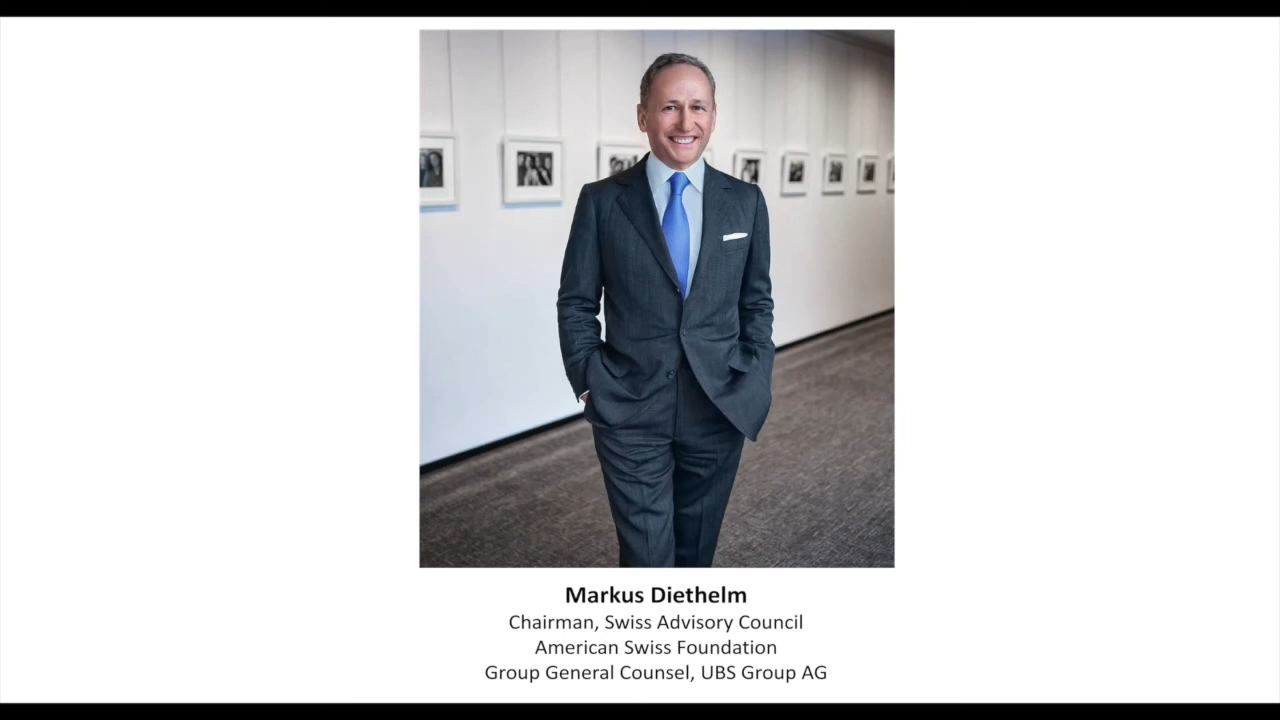 Markus Diethelm
Chairman, Swiss Advisory Council
American Swiss Foundation
Group General Counsel, UBS Group AG